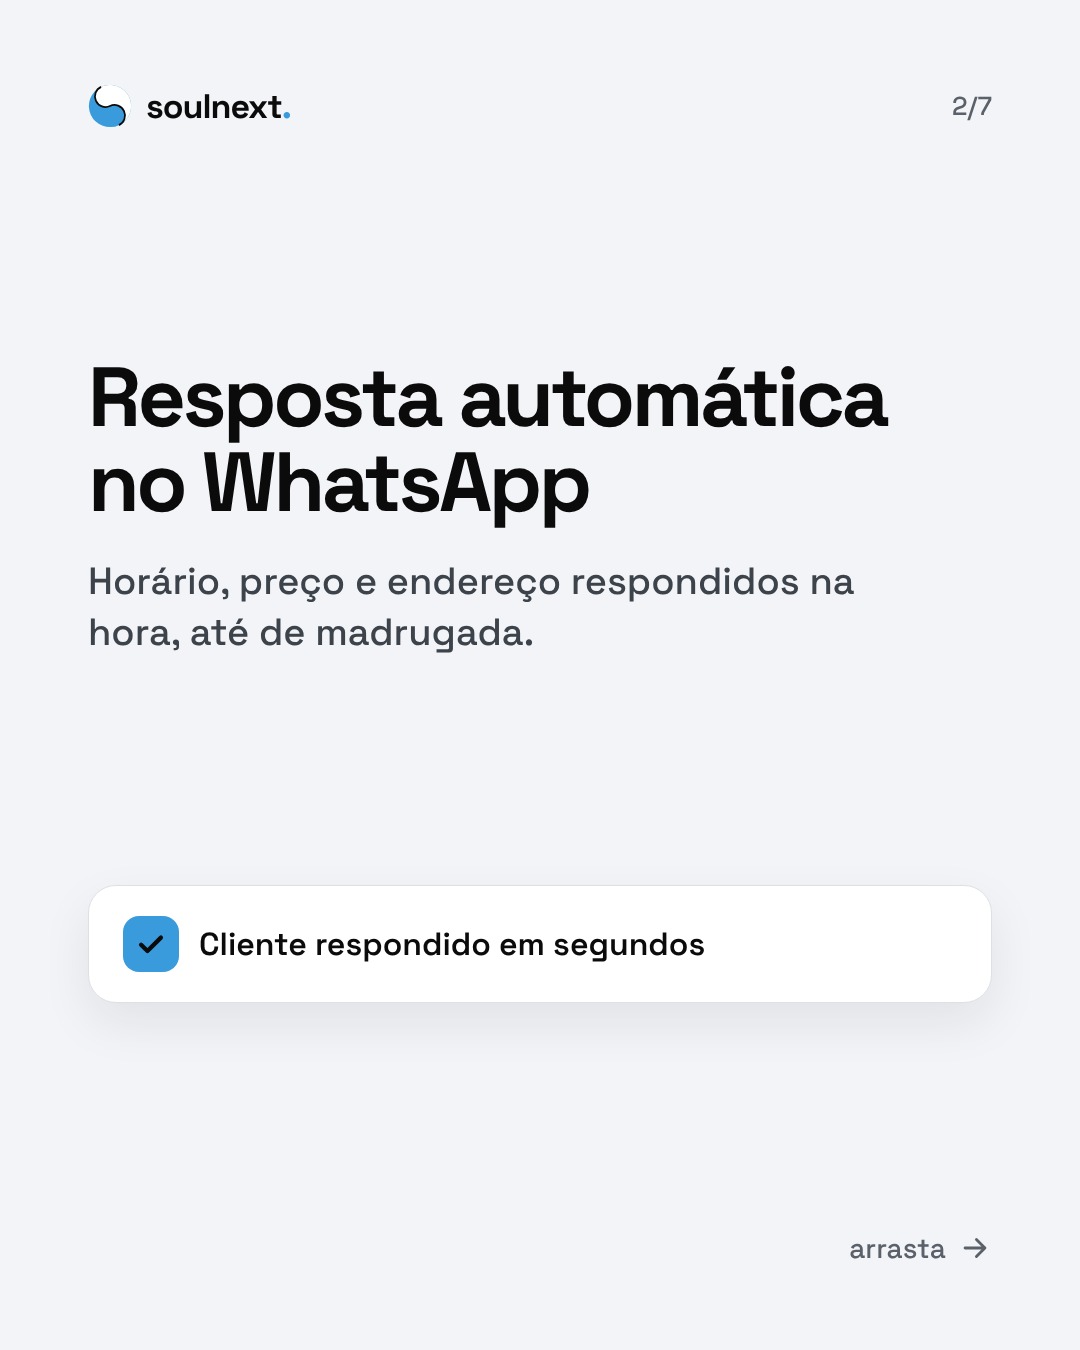 soulnext.
2/7
Resposta automática
no WhatsApp
Horário, preço e endereço respondidos na
hora, até de madrugada.
Cliente respondido em segundos
arrasta →